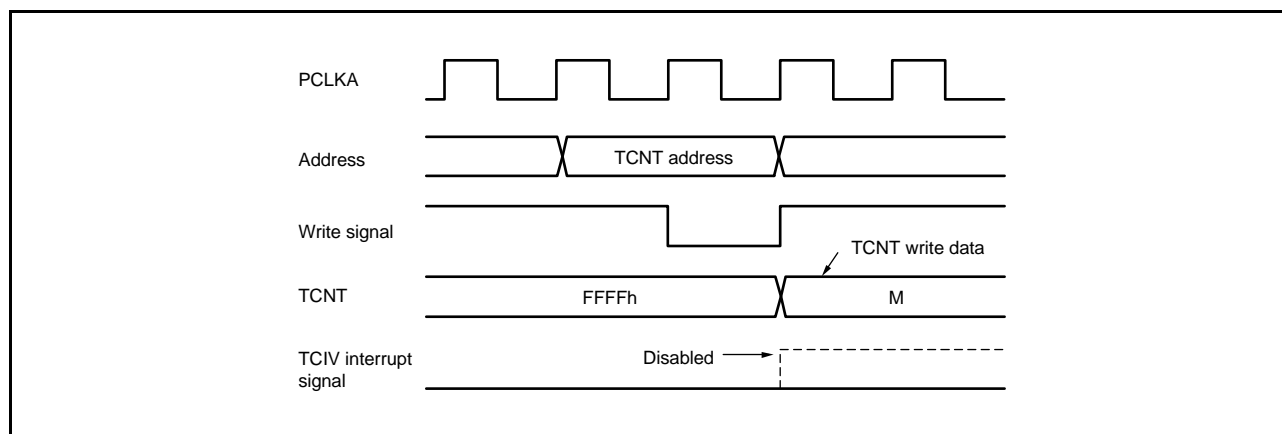 PCLKA
Address
TCNT address
Write signal
TCNT write data
TCNT
FFFFh
M
TCIV interrupt
signal
Disabled